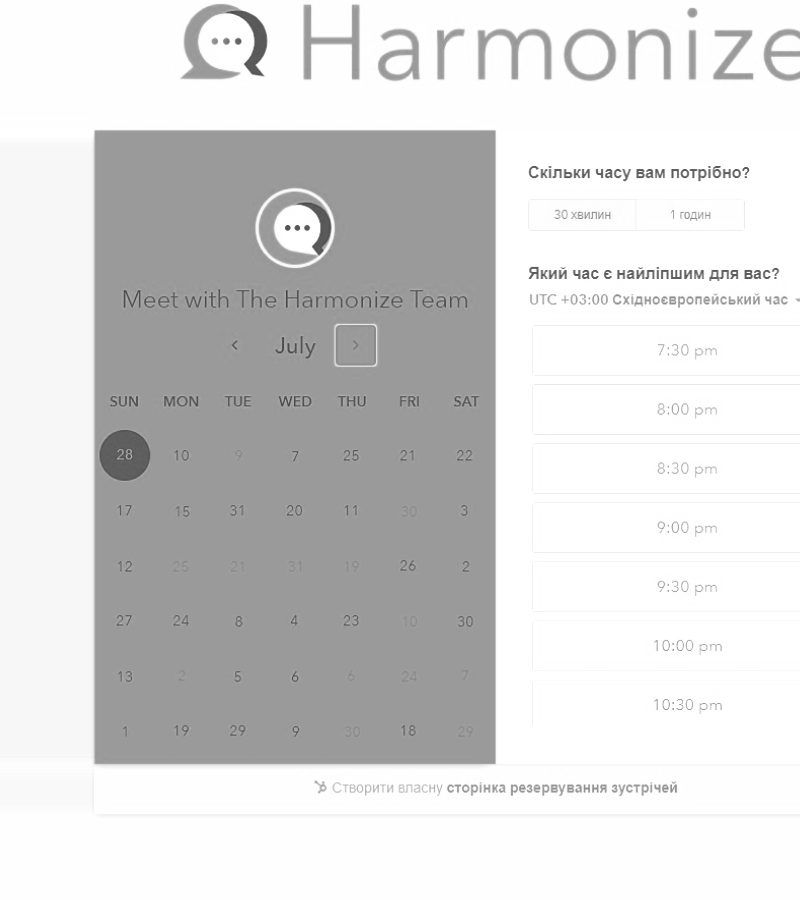 Harmonize
Meet with The Harmonize Team
July
SUN MON TUE WED THU FRI SAT
28 10 9 7 25 21 22
17 15 31 20 11 30 3
12 25 21 31 19 26 2
27 24 8 4 23 10 30
13 2 5 6 6 24 7
1 19 29 9 30 18 29
Скільки часу вам потрібно?
30 хвилин 1 годин
Який час є найліпшим для вас?
UTC +03:00 Східноєвропейський час
7:30 pm
8:00 pm
8:30 pm
9:00 pm
9:30 pm
10:00 pm
10:30 pm
Створити власну сторінка резервування зустрічей